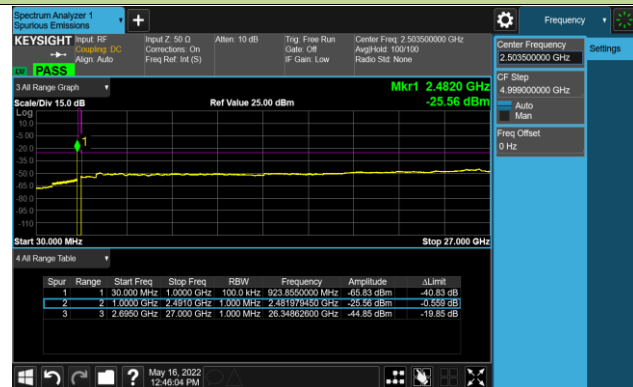 Spectrum Analyzer 1
Spurious Emissions
+
Frequency
KEYSIGHT
Input: RF
Coupling: DC
Align: Auto
Input Z: 50 Ω
Corrections: On
Freq Ref: Int (S)
Atten: 10 dB
Trig: Free Run
Gate: Off
IF Gain: Low
Center Freq: 2.503500000 GHz
Avg|Hold: 100/100
Radio Std: None
PASS
Center Frequency
2.503500000 GHz
Settings
CF Step
4.999000000 GHz
Auto
Man
Freq Offset
0 Hz
3 All Range Graph
Mkr1 2.4820 GHz
Scale/Div 15.0 dB
Ref Value 25.00 dBm
-25.56 dBm
Log
10.0
-5.00
-20.0
-35.0
-50.0
-65.0
-80.0
-95.0
-110
1
Start 30.000 MHz
Stop 27.000 GHz
4 All Range Table
Spur Range Start Freq Stop Freq RBW Frequency Amplitude ΔLimit
1 1 30.000 MHz 1.0000 GHz 100.0 kHz 923.8550000 MHz -65.83 dBm -40.83 dB
2 2 1.0000 GHz 2.4910 GHz 1.000 MHz 2.481979450 GHz -25.56 dBm -0.559 dB
3 3 2.6950 GHz 27.000 GHz 1.000 MHz 26.34862600 GHz -44.85 dBm -19.85 dB
?
May 16, 2022
12:46:04 PM